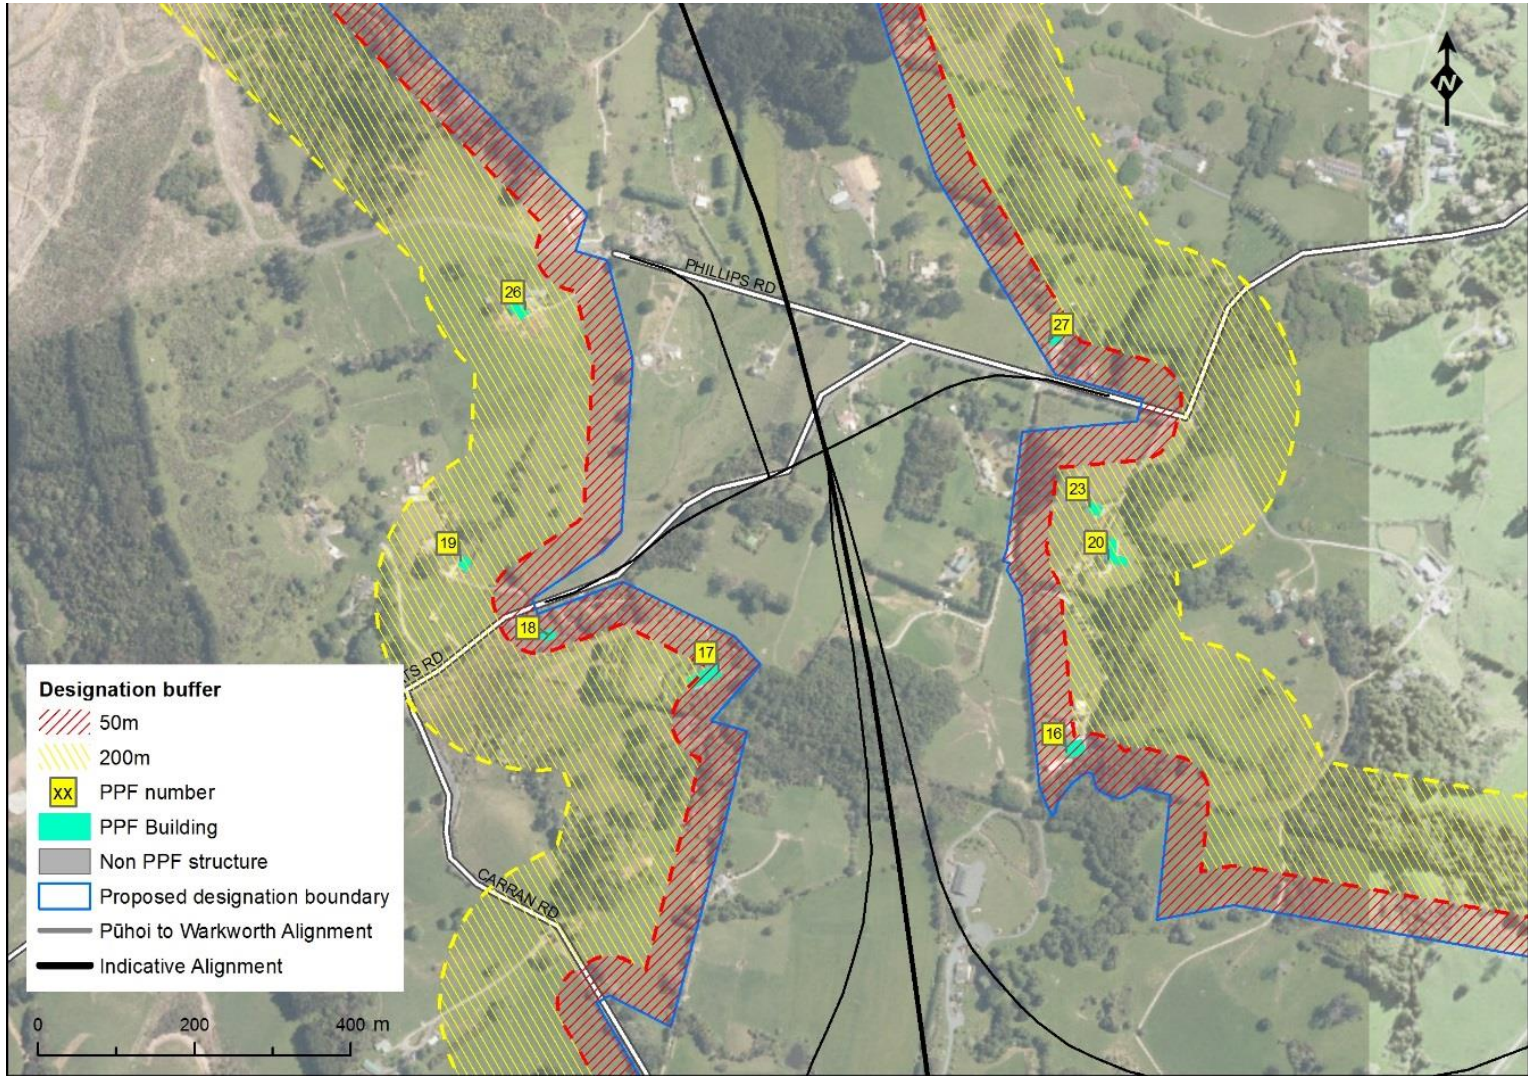 N
PHILLIPS RD
26
27
23
19
20
18
17
TS RD
16
CARRAN RD
Designation buffer
50m
200m
xx PPF number
PPF Building
Non PPF structure
Proposed designation boundary
Pūhoi to Warkworth Alignment
Indicative Alignment
0 200 400 m